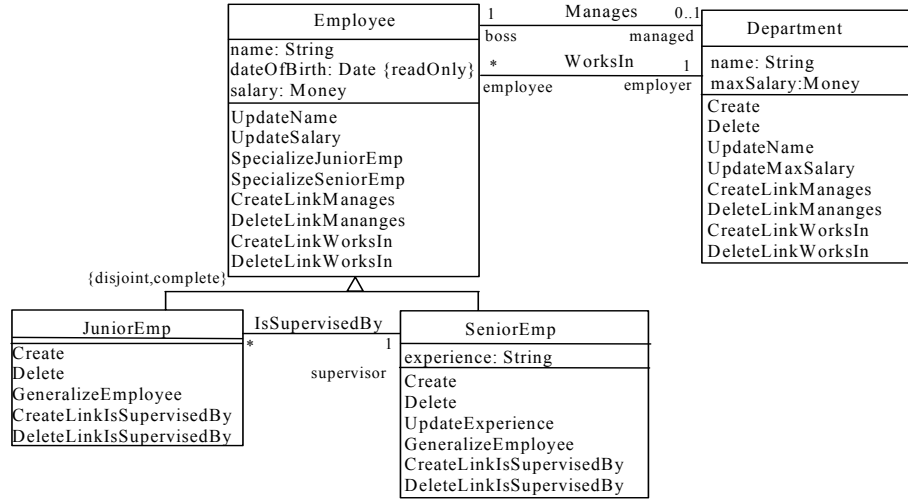 Employee
name: String
dateOfBirth: Date {readOnly}
salary: Money
UpdateName
UpdateSalary
SpecializeJuniorEmp
SpecializeSeniorEmp
CreateLinkManages
DeleteLinkMananges
CreateLinkWorksIn
DeleteLinkWorksIn
1 Manages 0..1
boss managed
* WorksIn 1
employee employer
Department
name: String
maxSalary:Money
Create
Delete
UpdateName
UpdateMaxSalary
CreateLinkManages
DeleteLinkMananges
CreateLinkWorksIn
DeleteLinkWorksIn
{disjoint,complete}
JuniorEmp
Create
Delete
GeneralizeEmployee
CreateLinkIsSupervisedBy
DeleteLinkIsSupervisedBy
IsSupervisedBy
* 1
supervisor
SeniorEmp
experience: String
Create
Delete
UpdateExperience
GeneralizeEmployee
CreateLinkIsSupervisedBy
DeleteLinkIsSupervisedBy